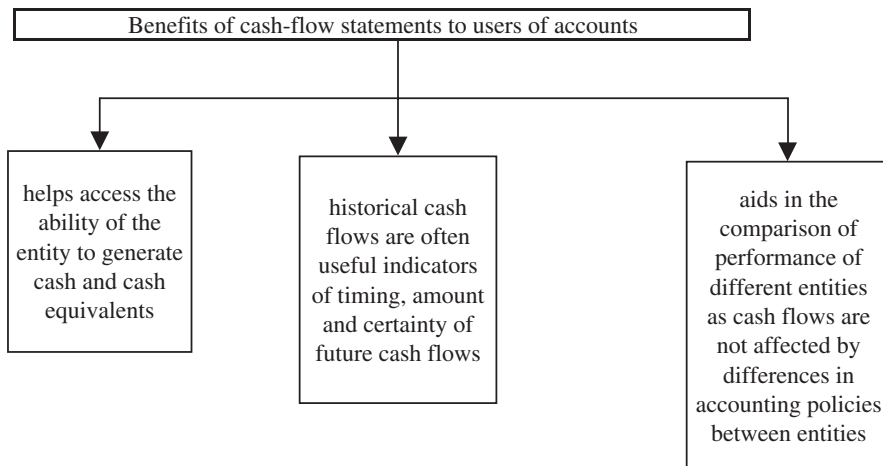 Benefits of cash-flow statements to users of accounts
helps access the
ability of the
entity to generate
cash and cash
equivalents
historical cash
flows are often
useful indicators
of timing, amount
and certainty of
future cash flows
aids in the
comparison of
performance of
different entities
as cash flows are
not affected by
differences in
accounting policies
between entities